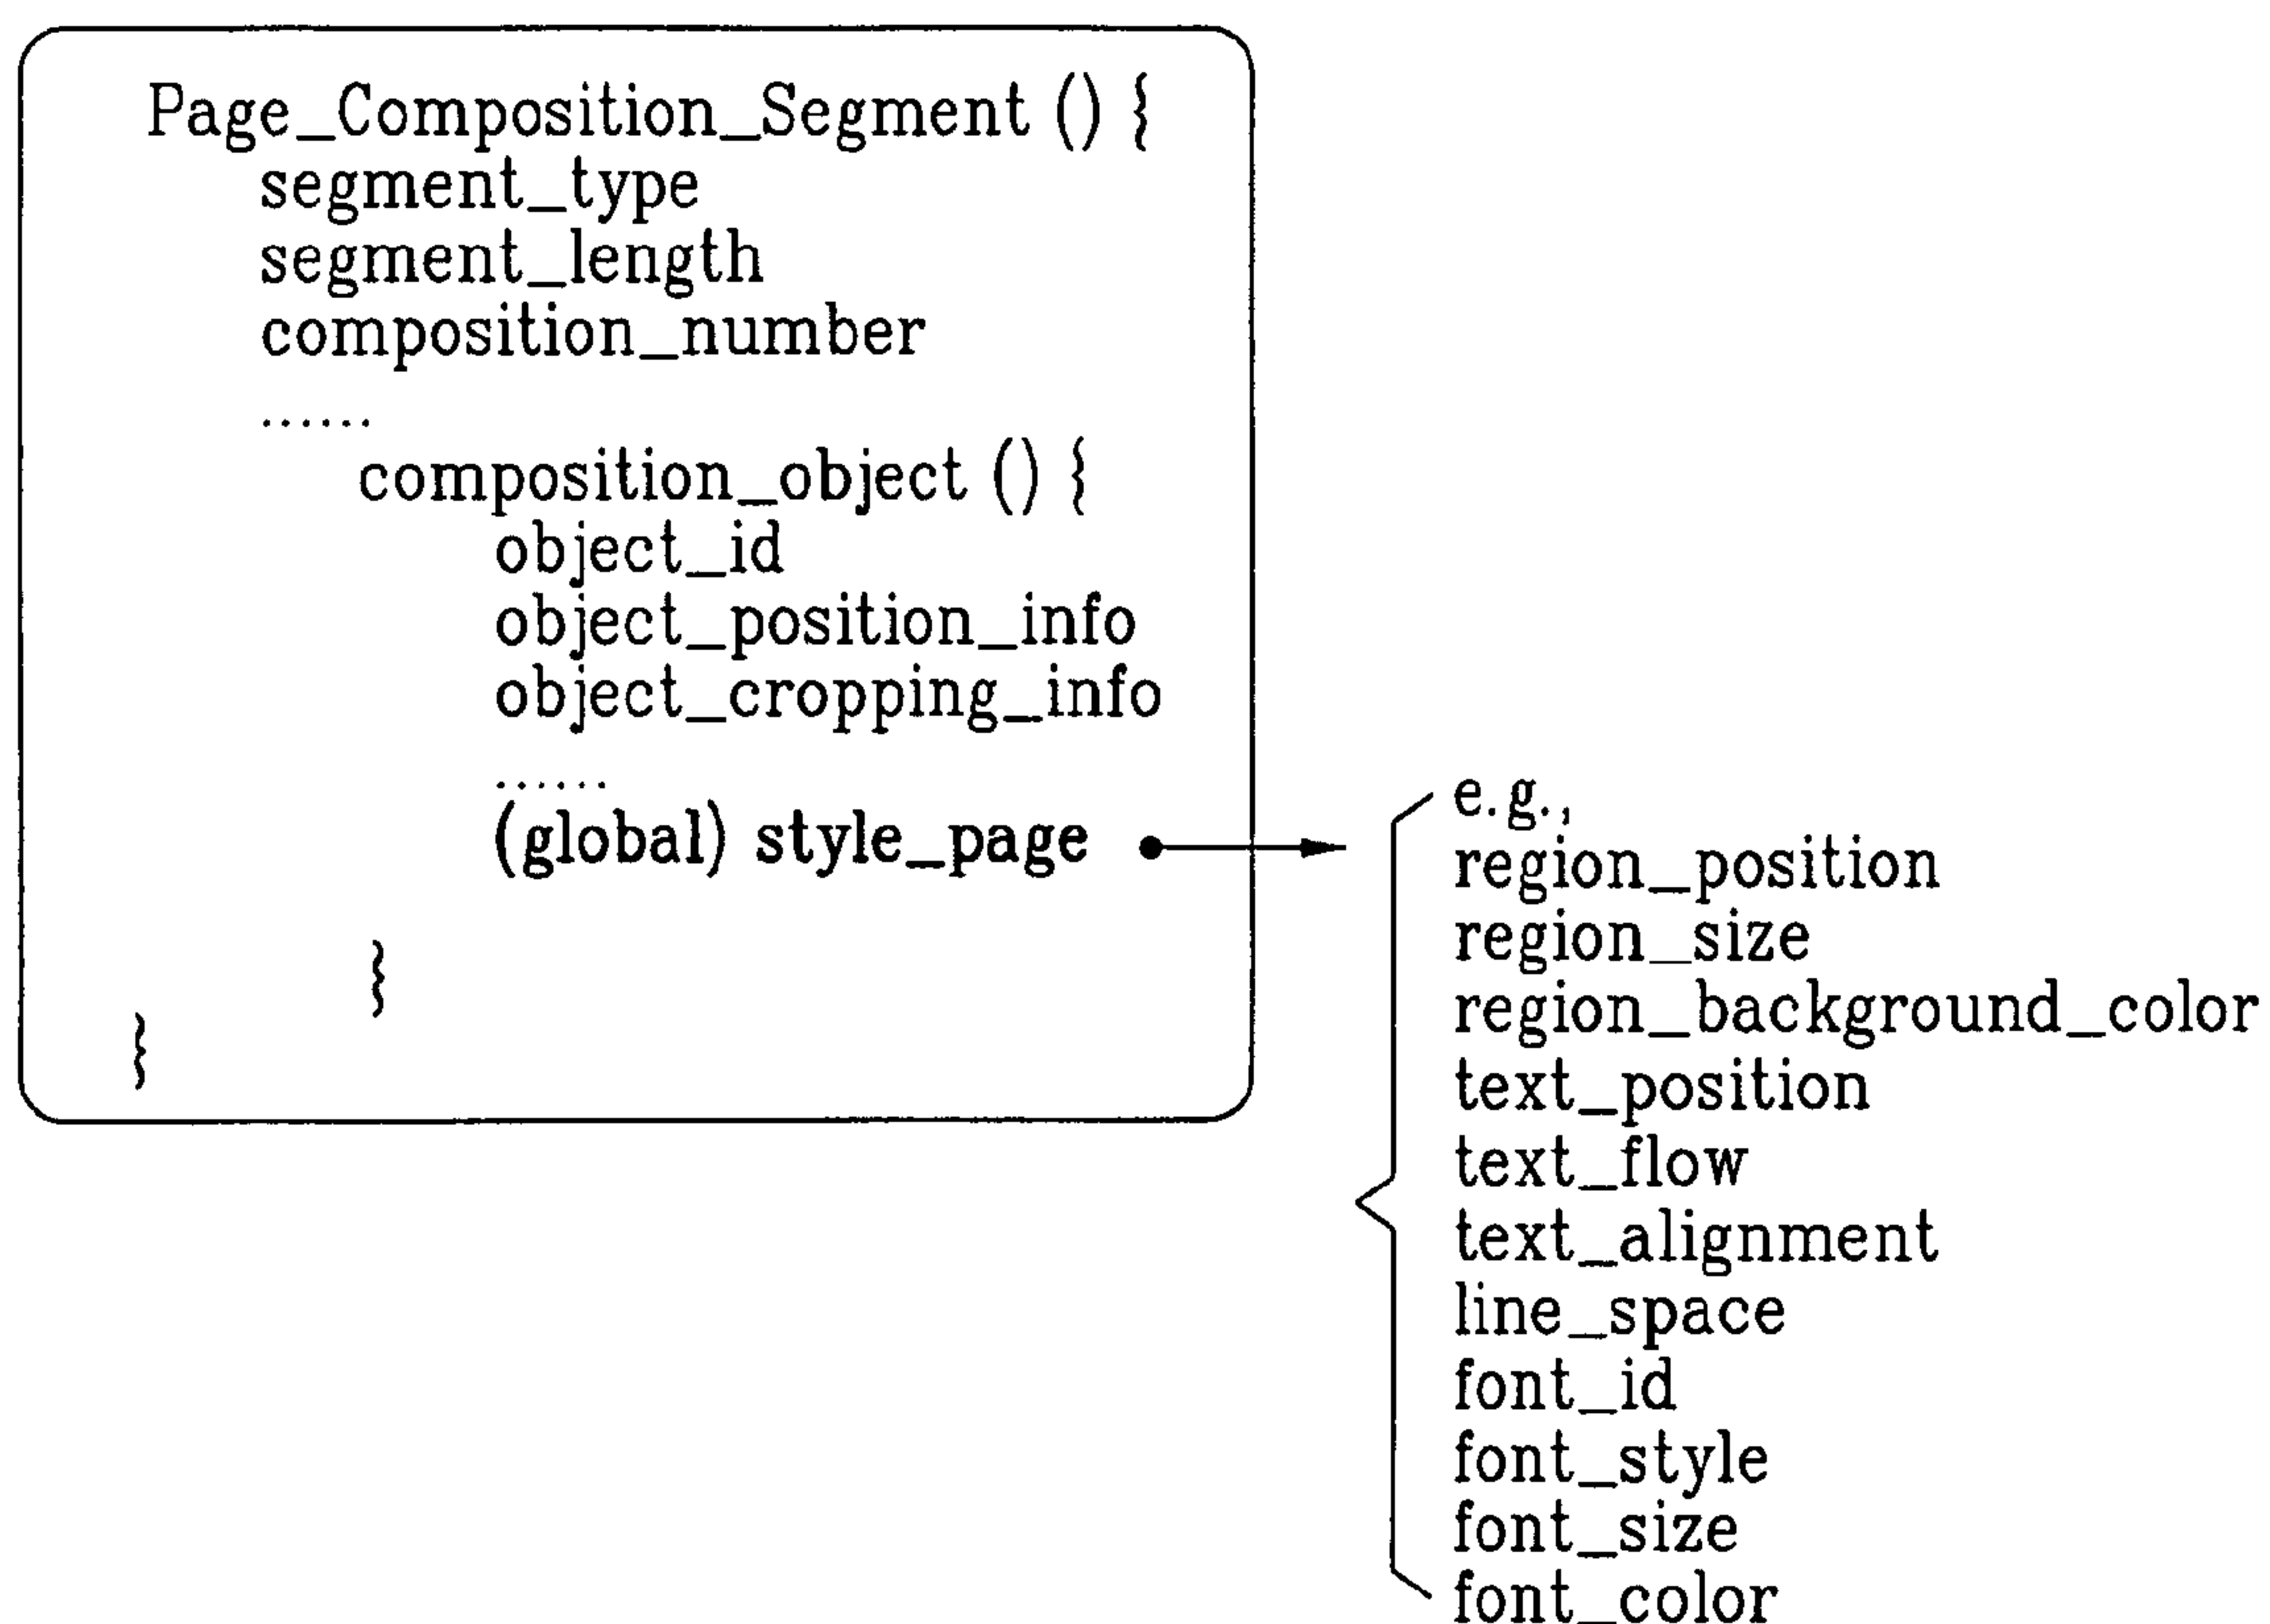 Page_Composition_Segment () {
segment_type
segment_length
composition_number
......
composition_object () {
object_id
object_position_info
object_cropping_info
......
(global) style_page
}
}
e.g.,
region_position
region_size
region_background_color
text_position
text_flow
text_alignment
line_space
font_id
font_style
font_size
font_color